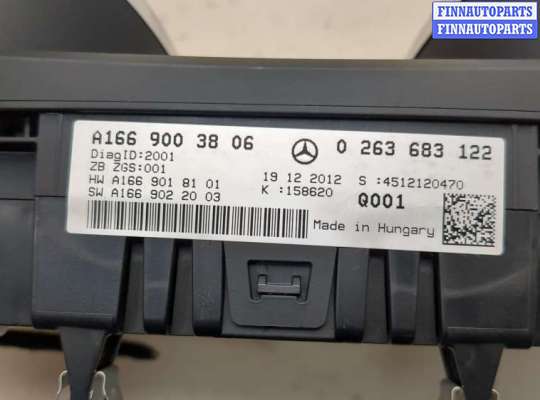 FINNAUTOPARTS
FINNAUTOPARTS
A166 900 38 06 0 263 683 122
DiagID:2001
ZB ZGS:001
HW A166 901 81 01 19 12 2012 S :4512120470
SW A166 902 20 03 K :158620 Q001
Made in Hungary